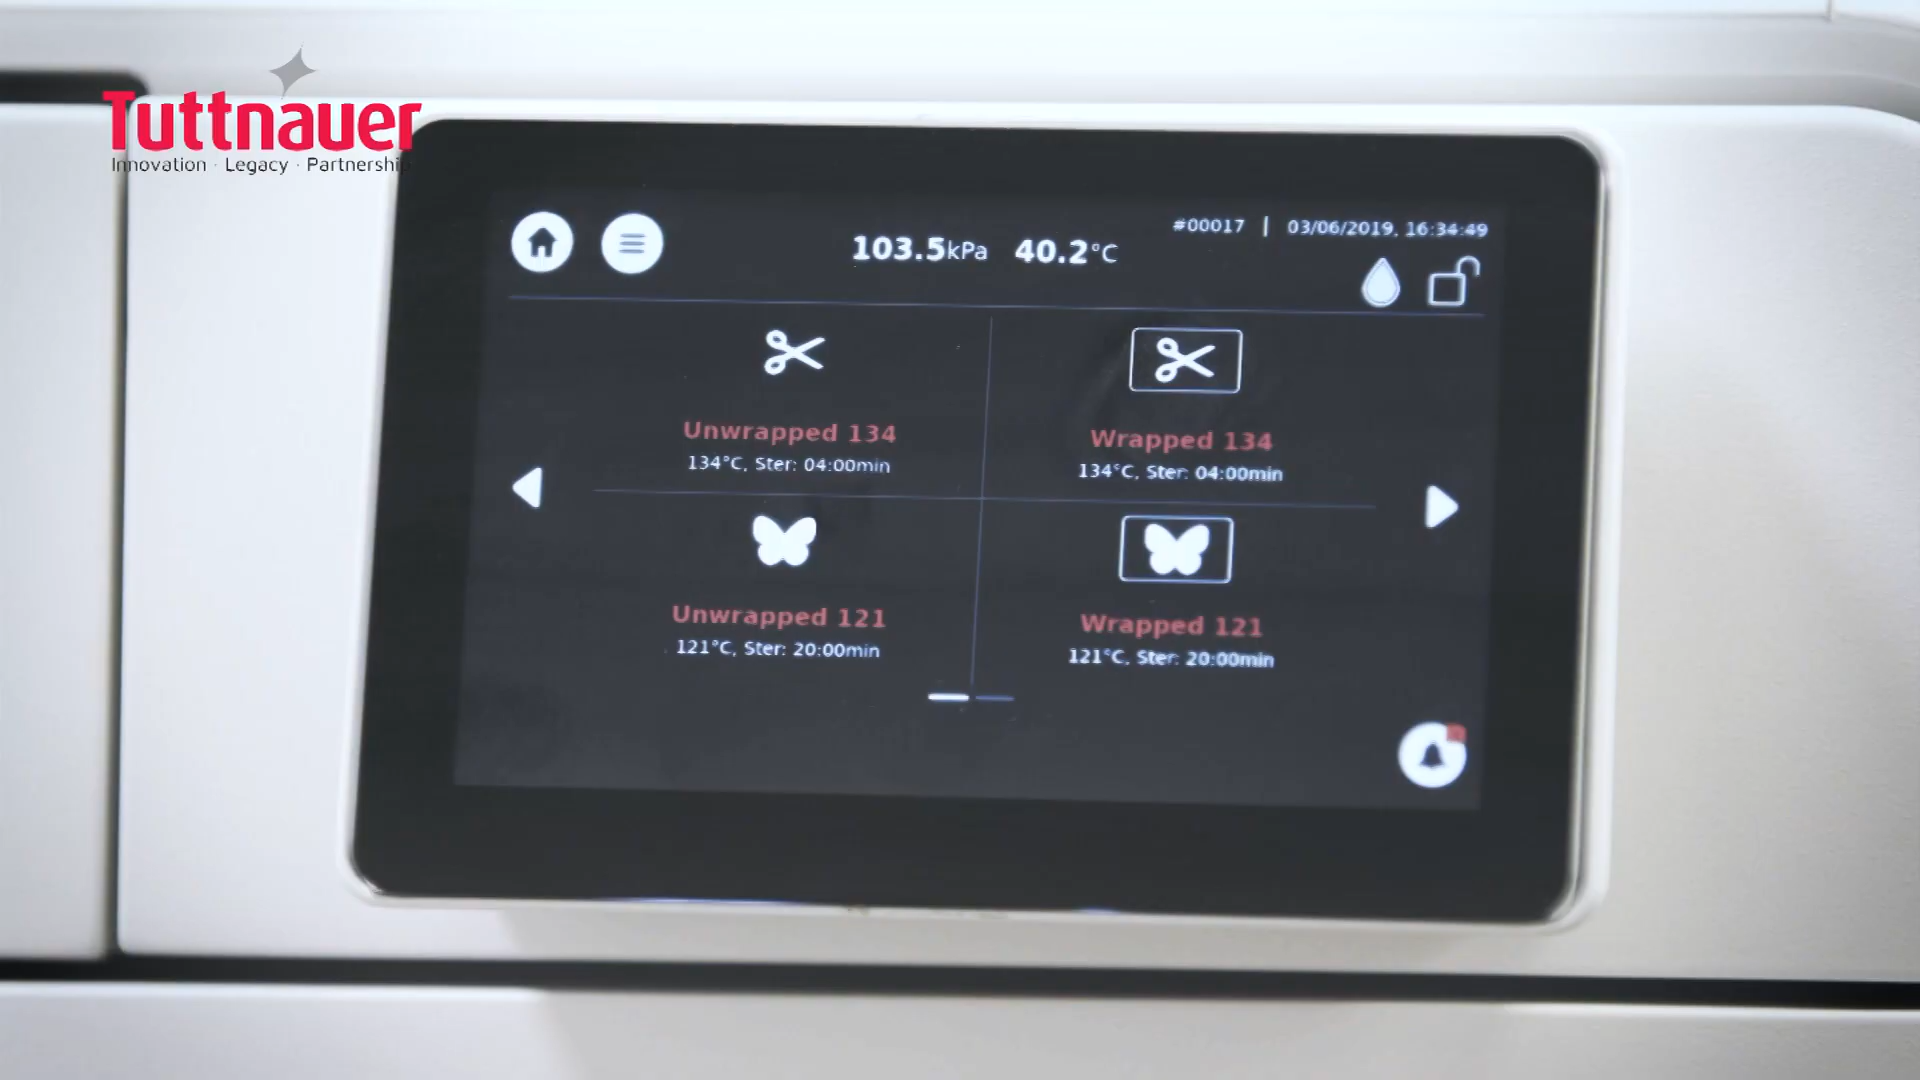 Tuttnauer
Innovation · Legacy · Partnership
103.5kPa 40.2°C
#00017 | 03/06/2019, 16:34:49
Unwrapped 134
134°C, Ster: 04:00min
Wrapped 134
134°C, Ster: 04:00min
Unwrapped 121
121°C, Ster: 20:00min
Wrapped 121
121°C, Ster: 20:00min